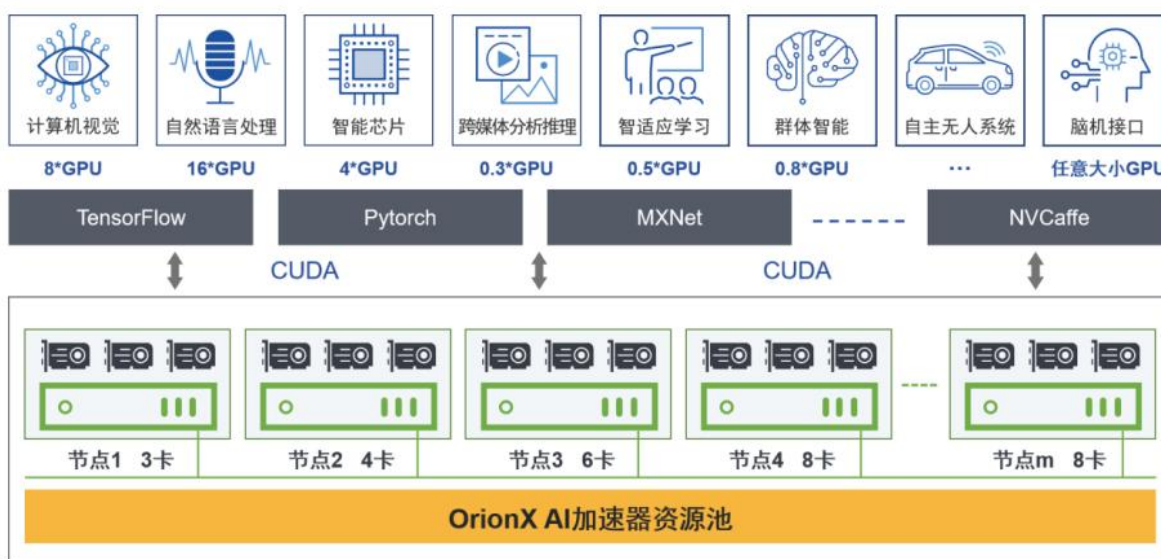 计算机视觉 自然语言处理 智能芯片 跨媒体分析推理 智适应学习 群体智能 自主无人系统 脑机接口
8*GPU 16*GPU 4*GPU 0.3*GPU 0.5*GPU 0.8*GPU … 任意大小GPU
TensorFlow Pytorch MXNet NVCaffe
CUDA CUDA
节点1 3卡 节点2 4卡 节点3 6卡 节点4 8卡 节点m 8卡
OrionX AI加速器资源池